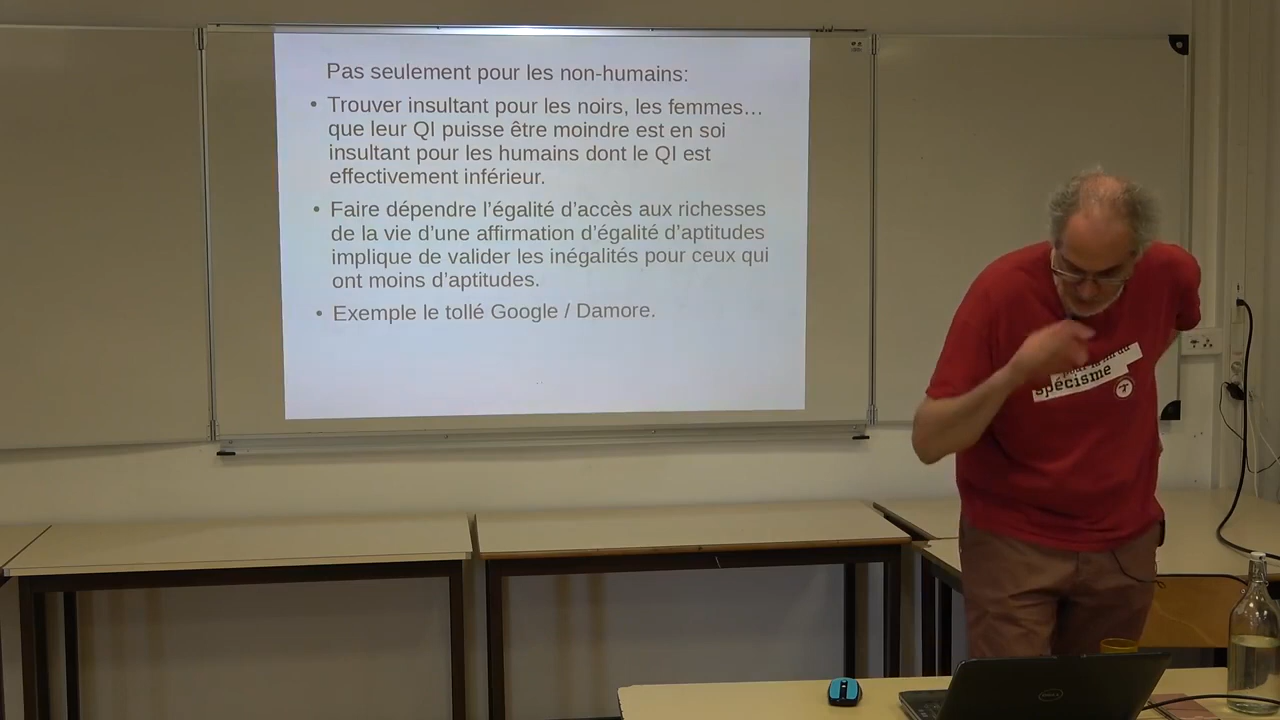 Pas seulement pour les non-humains:
• Trouver insultant pour les noirs, les femmes…
que leur QI puisse être moindre est en soi
insultant pour les humains dont le QI est
effectivement inférieur.
• Faire dépendre l’égalité d’accès aux richesses
de la vie d’une affirmation d’égalité d’aptitudes
implique de valider les inégalités pour ceux qui
ont moins d’aptitudes.
• Exemple le tollé Google / Damore.
spécisme
DELL